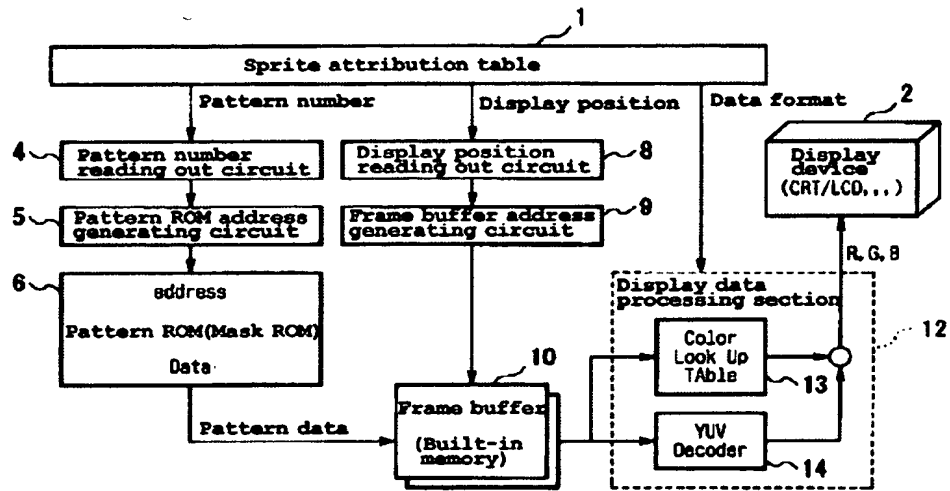 1
Sprite attribution table
Pattern number
Display position
Data format
2
4
Pattern number
reading out circuit
Display position
reading out circuit
8
Display
device
(CRT/LCD,..)
5
Pattern ROM address
generating circuit
Frame buffer address
generating circuit
9
R, G, B
6
address
Pattern ROM(Mask ROM)
Data
Display data
processing section
12
Color
Look Up
TAble
13
10
Frame buffer
(Built-in
memory)
Pattern data
YUV
Decoder
14